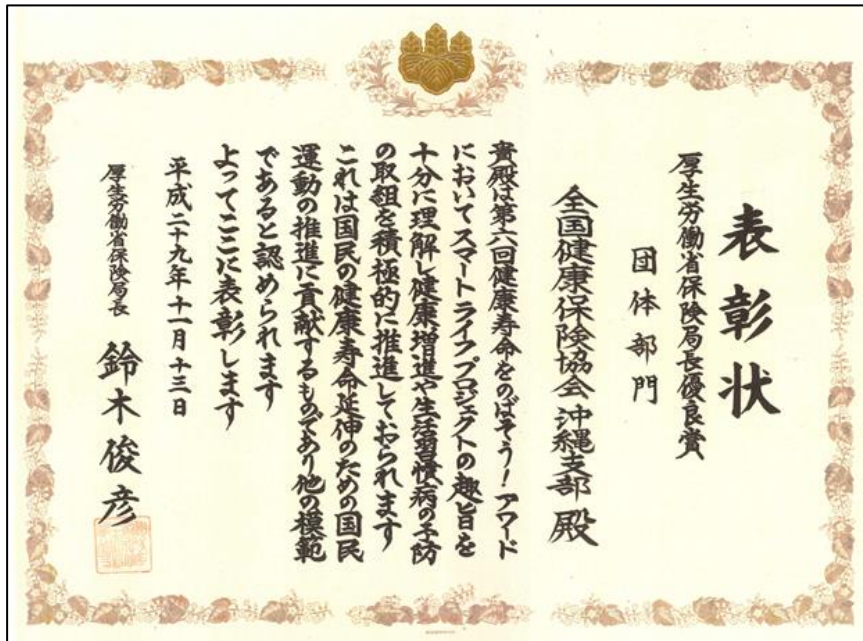 表彰状
厚生労働省保険局長優良賞
団体部門
全国健康保険協会 沖縄支部 殿
貴殿は第六回健康寿命をのばそう！アワード
においてスマートライフプロジェクトの趣旨を
十分に理解し健康増進や生活習慣病の予防
の取組を積極的に推進しておられます
これは国民の健康寿命延伸のための国民
運動の推進に貢献するものであり他の模範
であると認められます
よってここに表彰します
平成二十九年十一月十三日
厚生労働省保険局長 鈴木俊彦